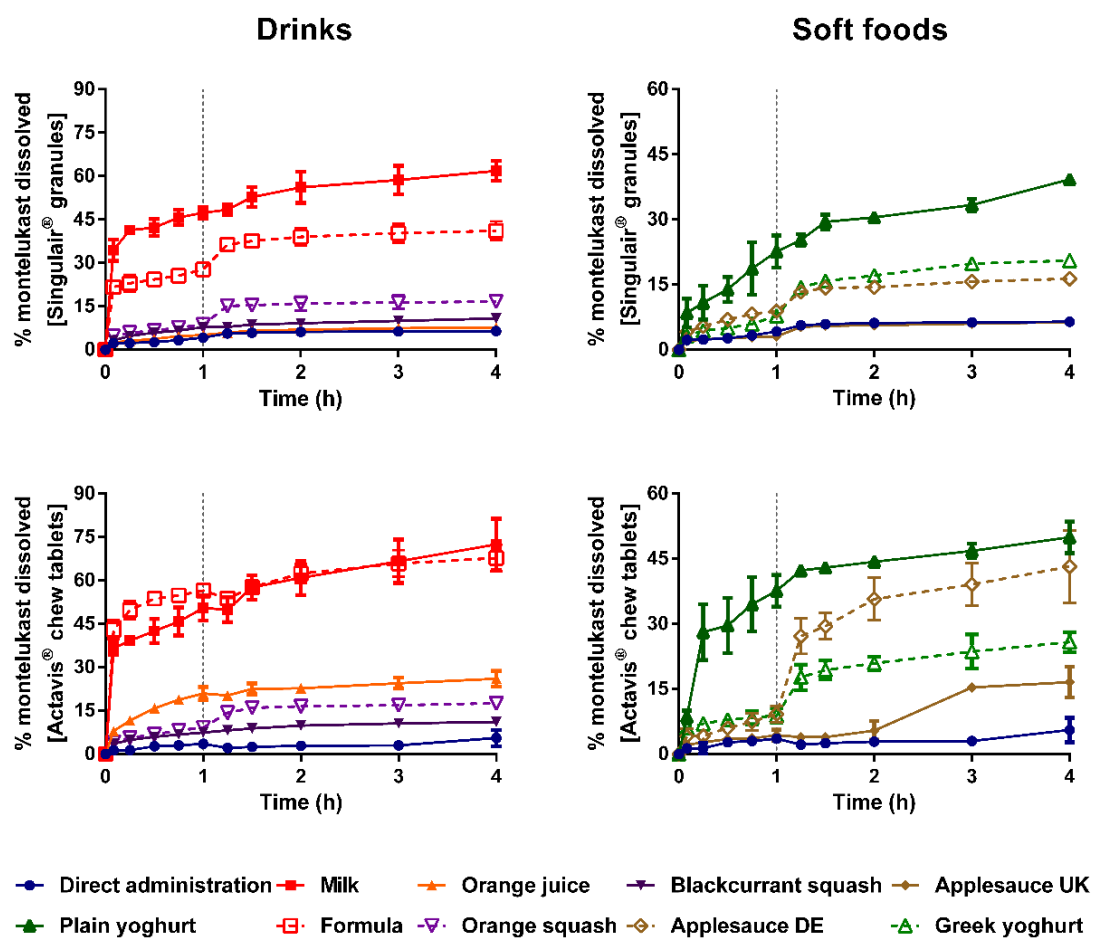 Drinks
Soft foods
% montelukast dissolved
[Singulair® granules]
90
75
60
45
30
15
0
0 1 2 3 4
Time (h)
% montelukast dissolved
[Singulair® granules]
60
45
30
15
0
0 1 2 3 4
Time (h)
% montelukast dissolved
[Actavis® chew tablets]
90
75
60
45
30
15
0
0 1 2 3 4
Time (h)
% montelukast dissolved
[Actavis® chew tablets]
60
45
30
15
0
0 1 2 3 4
Time (h)
Direct administration Milk Orange juice Blackcurrant squash Applesauce UK
Plain yoghurt Formula Orange squash Applesauce DE Greek yoghurt